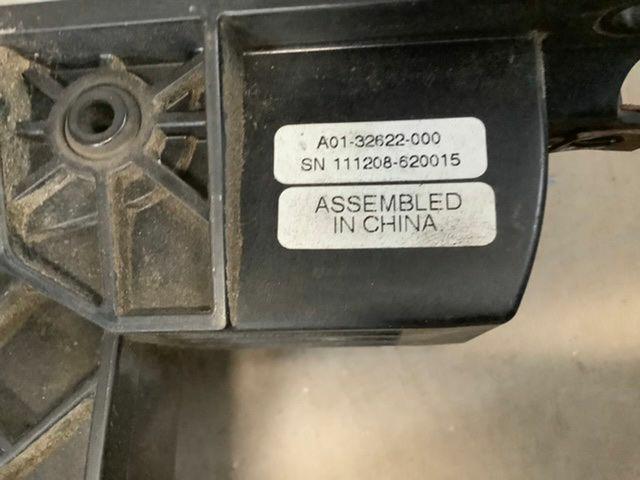 A01-32622-000
SN 111208-620015
ASSEMBLED
IN CHINA